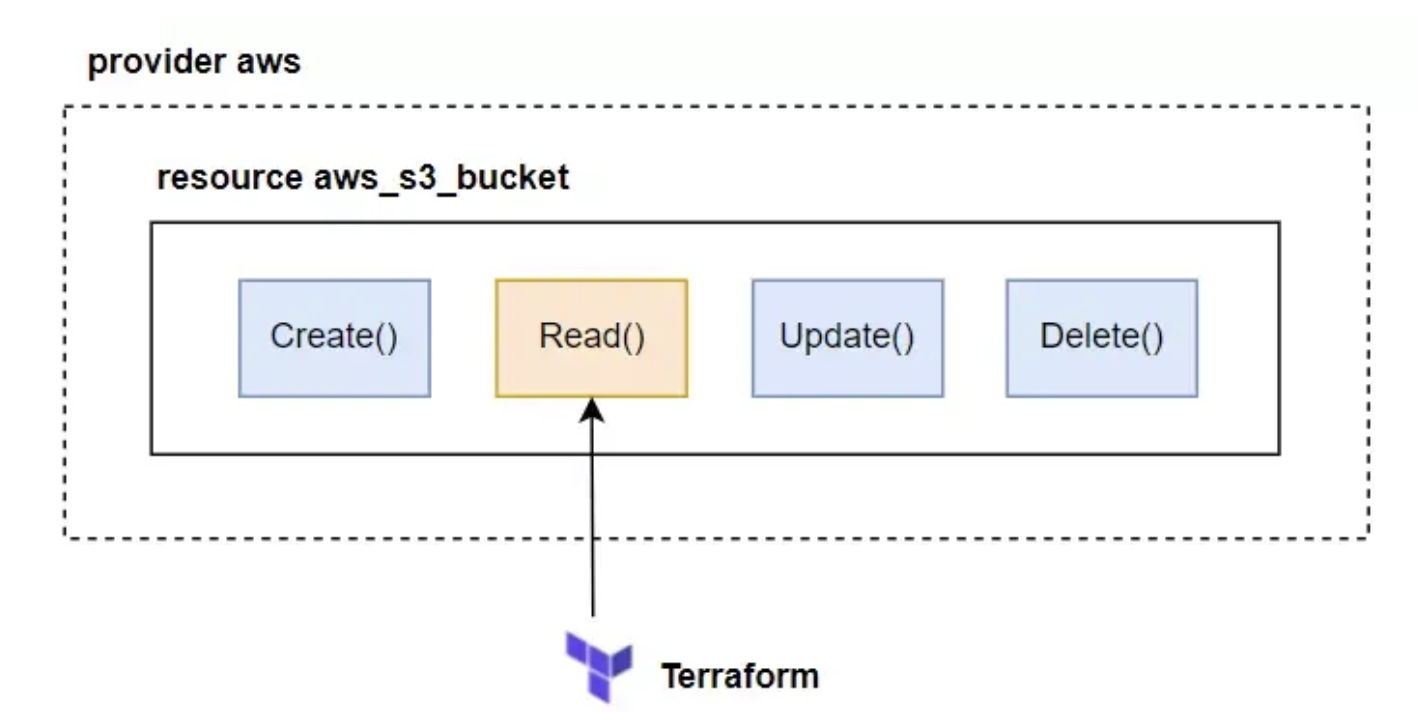 provider aws
resource aws_s3_bucket
Create()
Read()
Update()
Delete()
Terraform